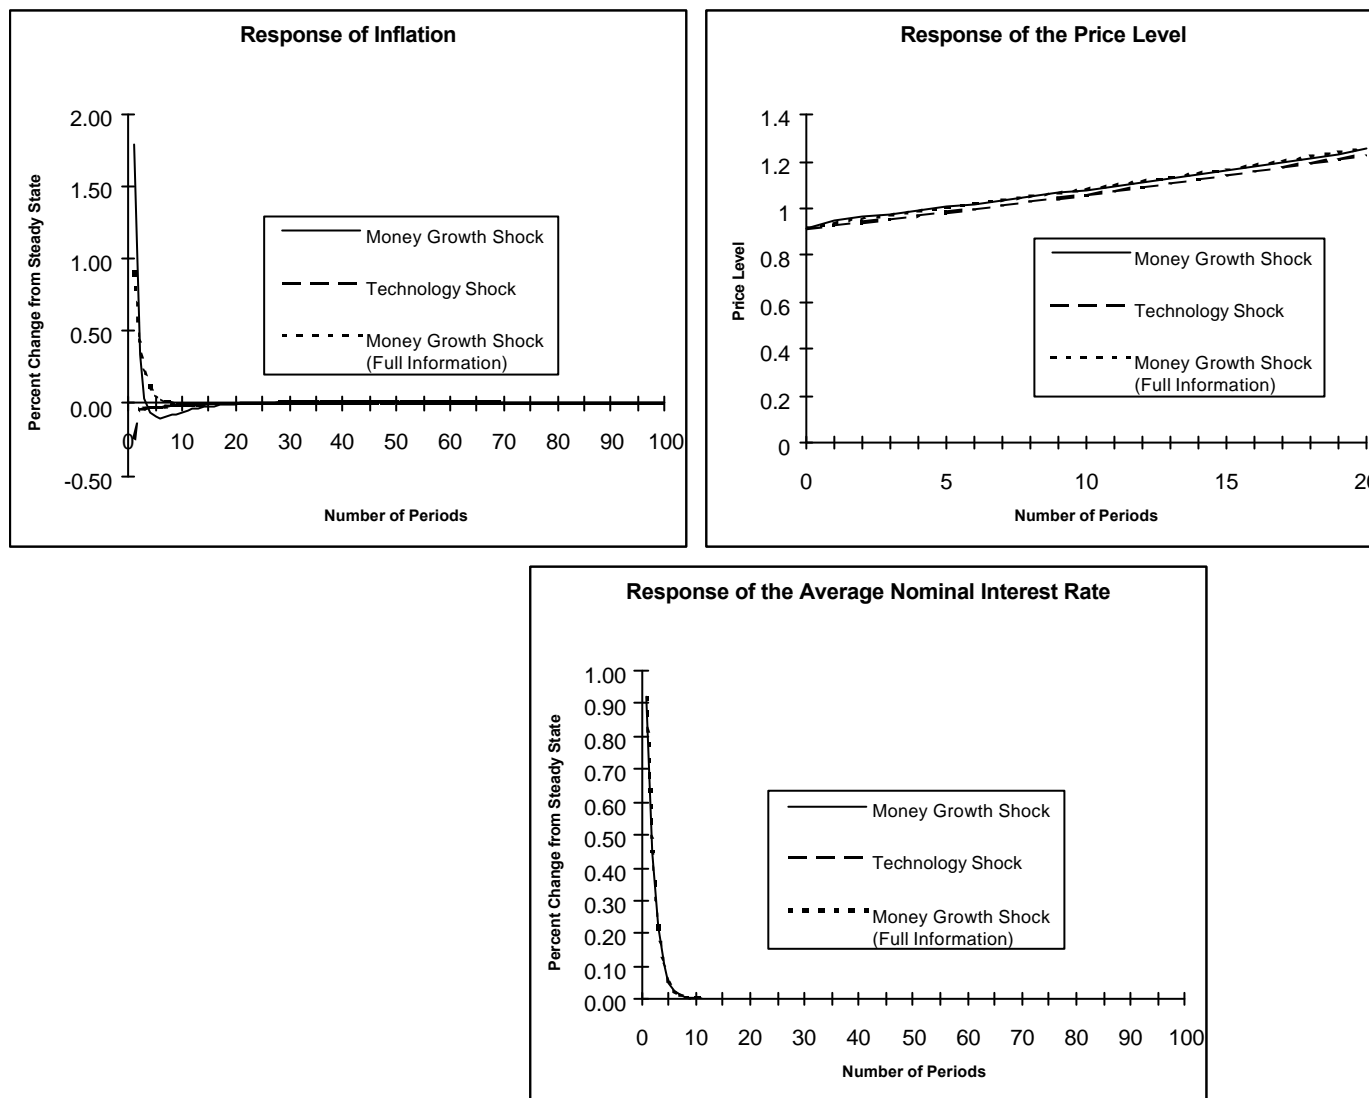 Response of Inflation
Percent Change from Steady State
2.00
1.50
1.00
0.50
0.00
-0.50
0 10 20 30 40 50 60 70 80 90 100
Number of Periods
Money Growth Shock
Technology Shock
Money Growth Shock
(Full Information)
Response of the Price Level
Price Level
1.4
1.2
1
0.8
0.6
0.4
0.2
0
0 5 10 15
Number of Periods
Money Growth Shock
Technology Shock
Money Growth Shock
(Full Information)
Response of the Average Nominal Interest Rate
Percent Change from Steady State
1.00
0.90
0.80
0.70
0.60
0.50
0.40
0.30
0.20
0.10
0.00
0 10 20 30 40 50 60 70 80 90 100
Number of Periods
Money Growth Shock
Technology Shock
Money Growth Shock
(Full Information)